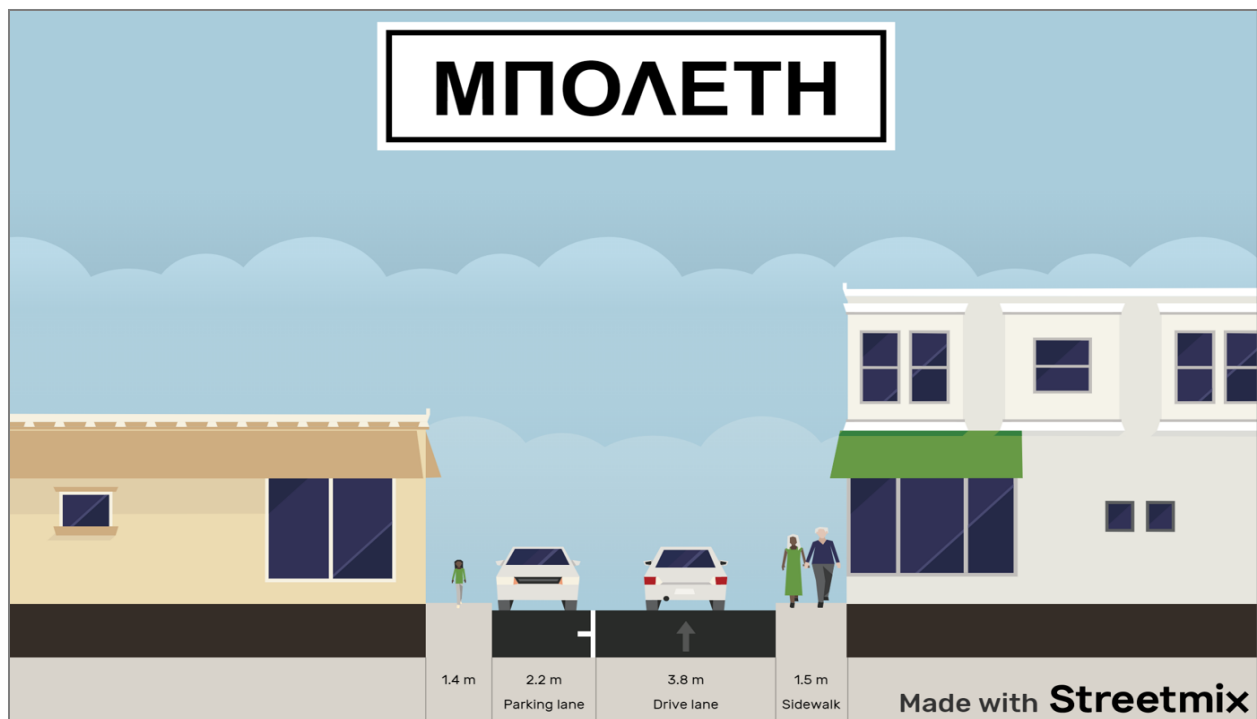 ΜΠΟΛΕΤΗ
1.4 m
2.2 m
Parking lane
3.8 m
Drive lane
1.5 m
Sidewalk
Made with Streetmix